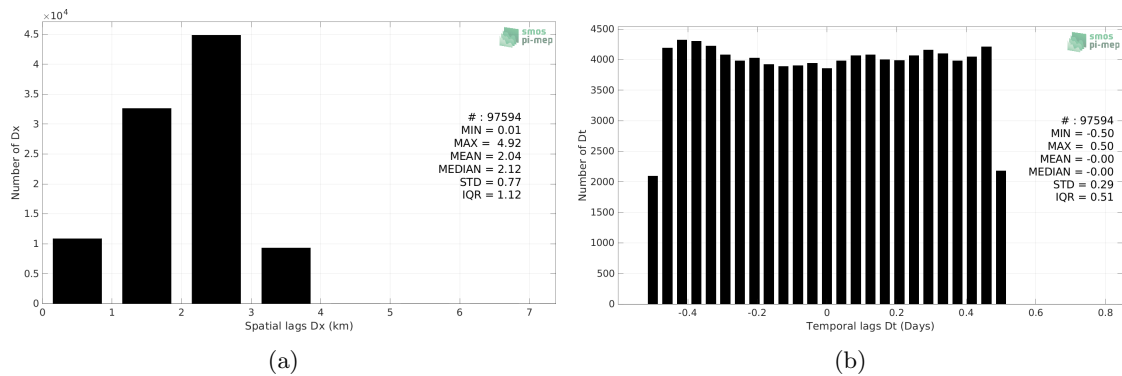 ×10⁴
4.5
4
3.5
3
2.5
2
1.5
1
0.5
0
Number of Dx
smos
pi-mep
# : 97594
MIN = 0.01
MAX = 4.92
MEAN = 2.04
MEDIAN = 2.12
STD = 0.77
IQR = 1.12
0 1 2 3 4 5 6 7
Spatial lags Dx (km)
(a)
4500
4000
3500
3000
2500
2000
1500
1000
500
0
Number of Dt
smos
pi-mep
# : 97594
MIN = -0.50
MAX = 0.50
MEAN = -0.00
MEDIAN = -0.00
STD = 0.29
IQR = 0.51
-0.4 -0.2 0 0.2 0.4 0.6 0.8
Temporal lags Dt (Days)
(b)